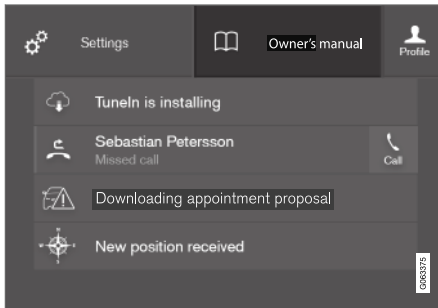 Settings
Owner's manual
Profile
TuneIn is installing
Sebastian Petersson
Missed call
Call
Downloading appointment proposal
New position received
G063375